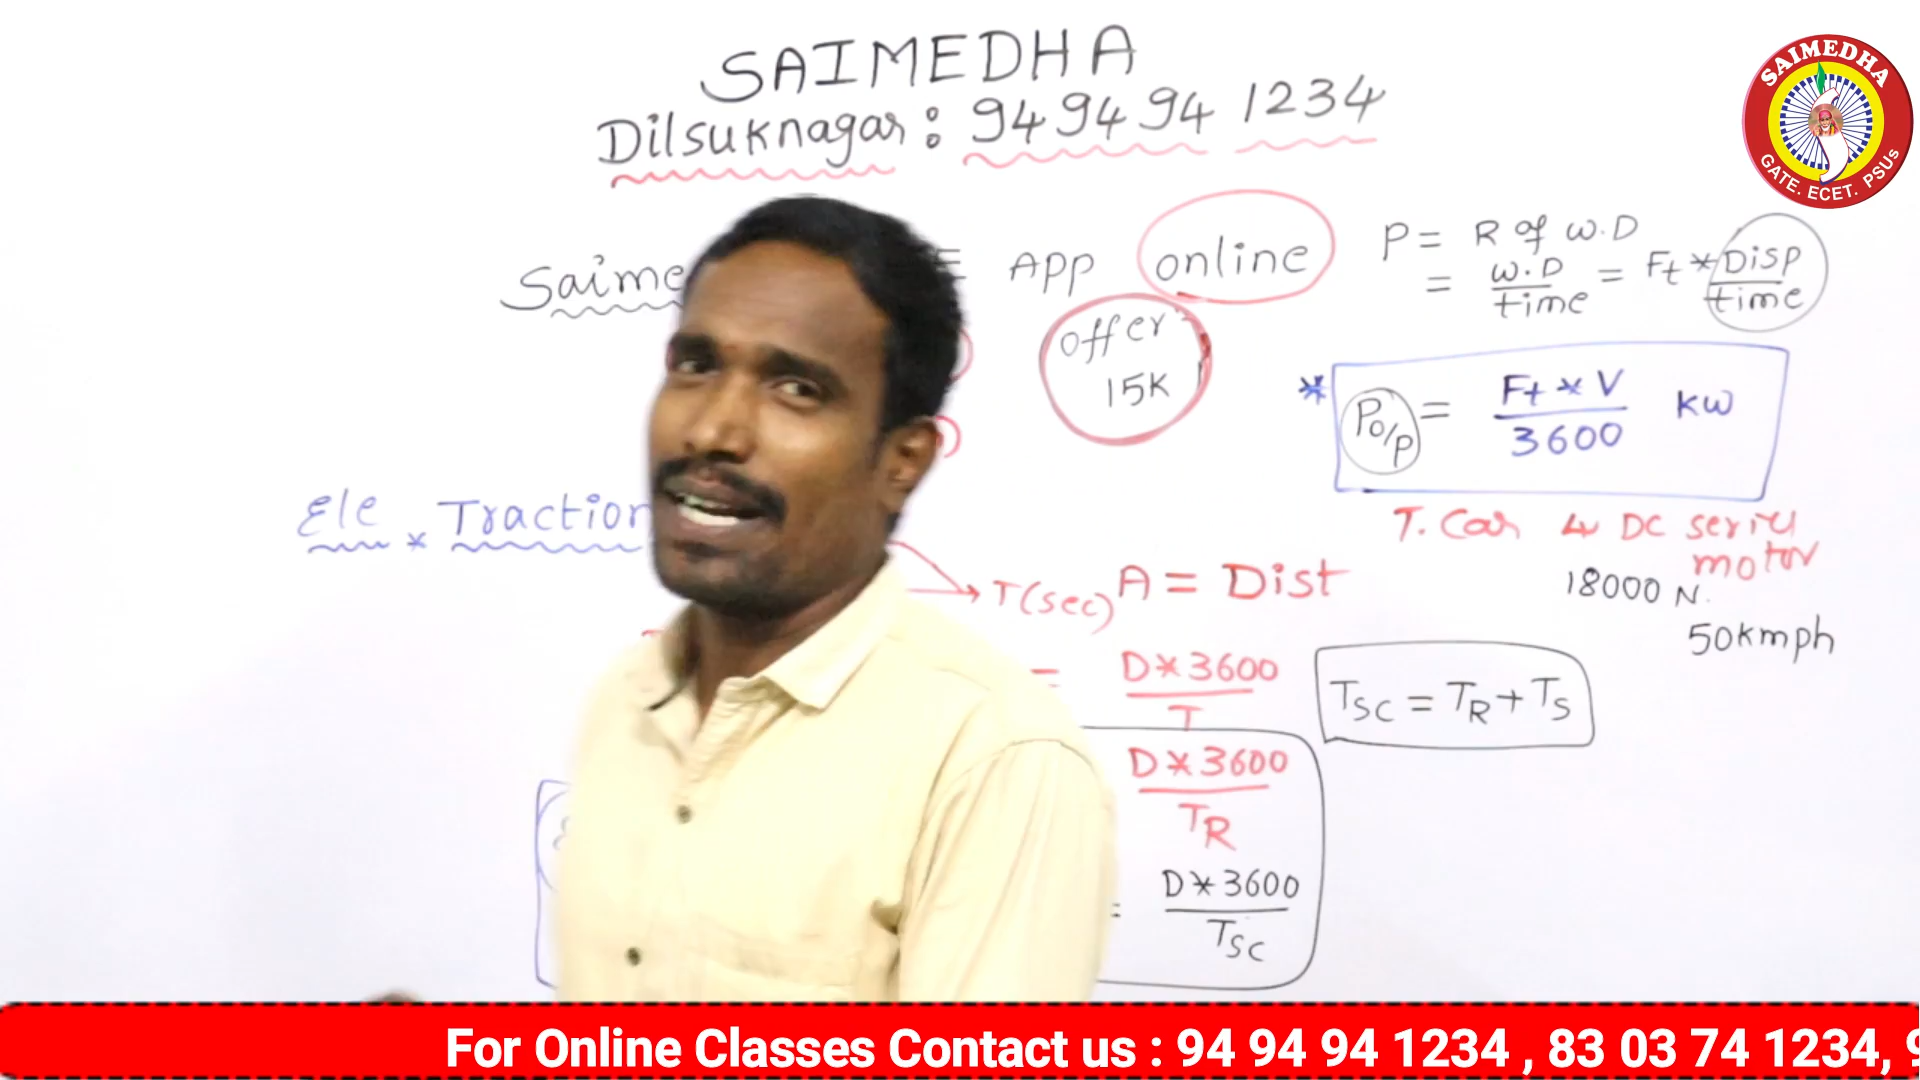 SAIMEDHA
Dilsuknagar : 94 94 94 1234
SAIMEDHA
GATE. ECET. PSUs
Saime
App online
offer
15K
P = R of W.D
= W.D/time = Ft * Disp/time
* Po/p = Ft * V/3600 KW
Ele * Traction
T. Car 4 DC series
motor
18000 N.
50kmph
T(sec) A = Dist
= D*3600/T
D*3600/TR
= D*3600/TSC
TSC = TR + TS
For Online Classes Contact us : 94 94 94 1234 , 83 03 74 1234, 9